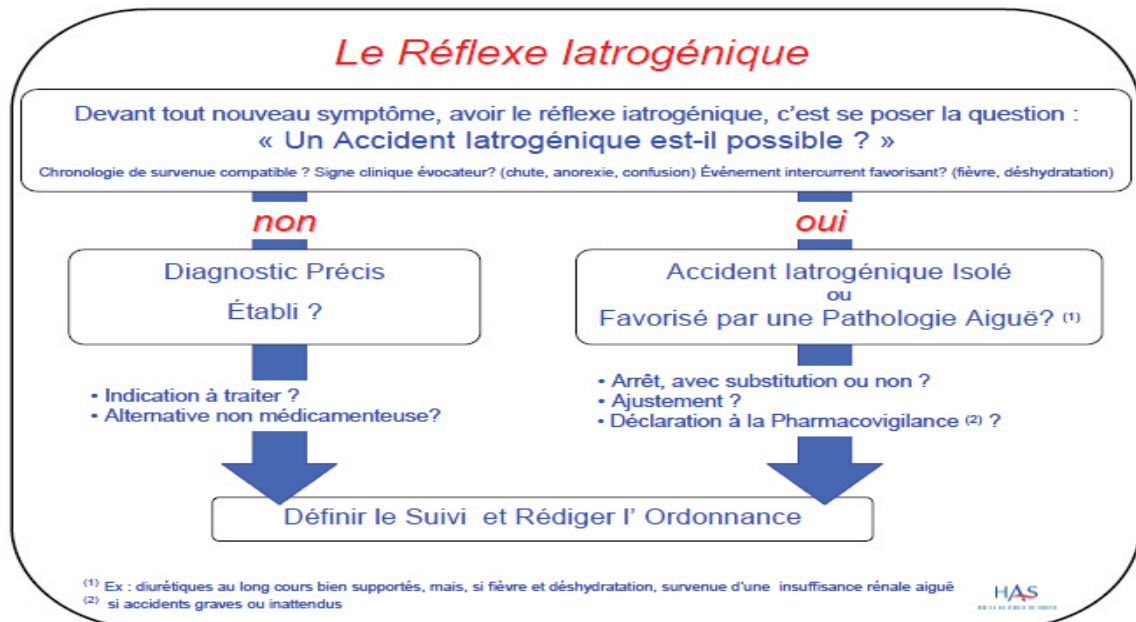 Le Réflexe Iatrogénique
Devant tout nouveau symptôme, avoir le réflexe iatrogénique, c’est se poser la question :
« Un Accident Iatrogénique est-il possible ? »
Chronologie de survenue compatible ? Signe clinique évocateur? (chute, anorexie, confusion) Événement intercurrent favorisant? (fièvre, déshydratation)
non
oui
Diagnostic Précis
Établi ?
Accident Iatrogénique Isolé
ou
Favorisé par une Pathologie Aiguë? (1)
• Indication à traiter ?
• Alternative non médicamenteuse?
• Arrêt, avec substitution ou non ?
• Ajustement ?
• Déclaration à la Pharmacovigilance (2) ?
Définir le Suivi et Rédiger l’ Ordonnance
(1) Ex : diurétiques au long cours bien supportés, mais, si fièvre et déshydratation, survenue d’une insuffisance rénale aiguë
(2) si accidents graves ou inattendus
HAS